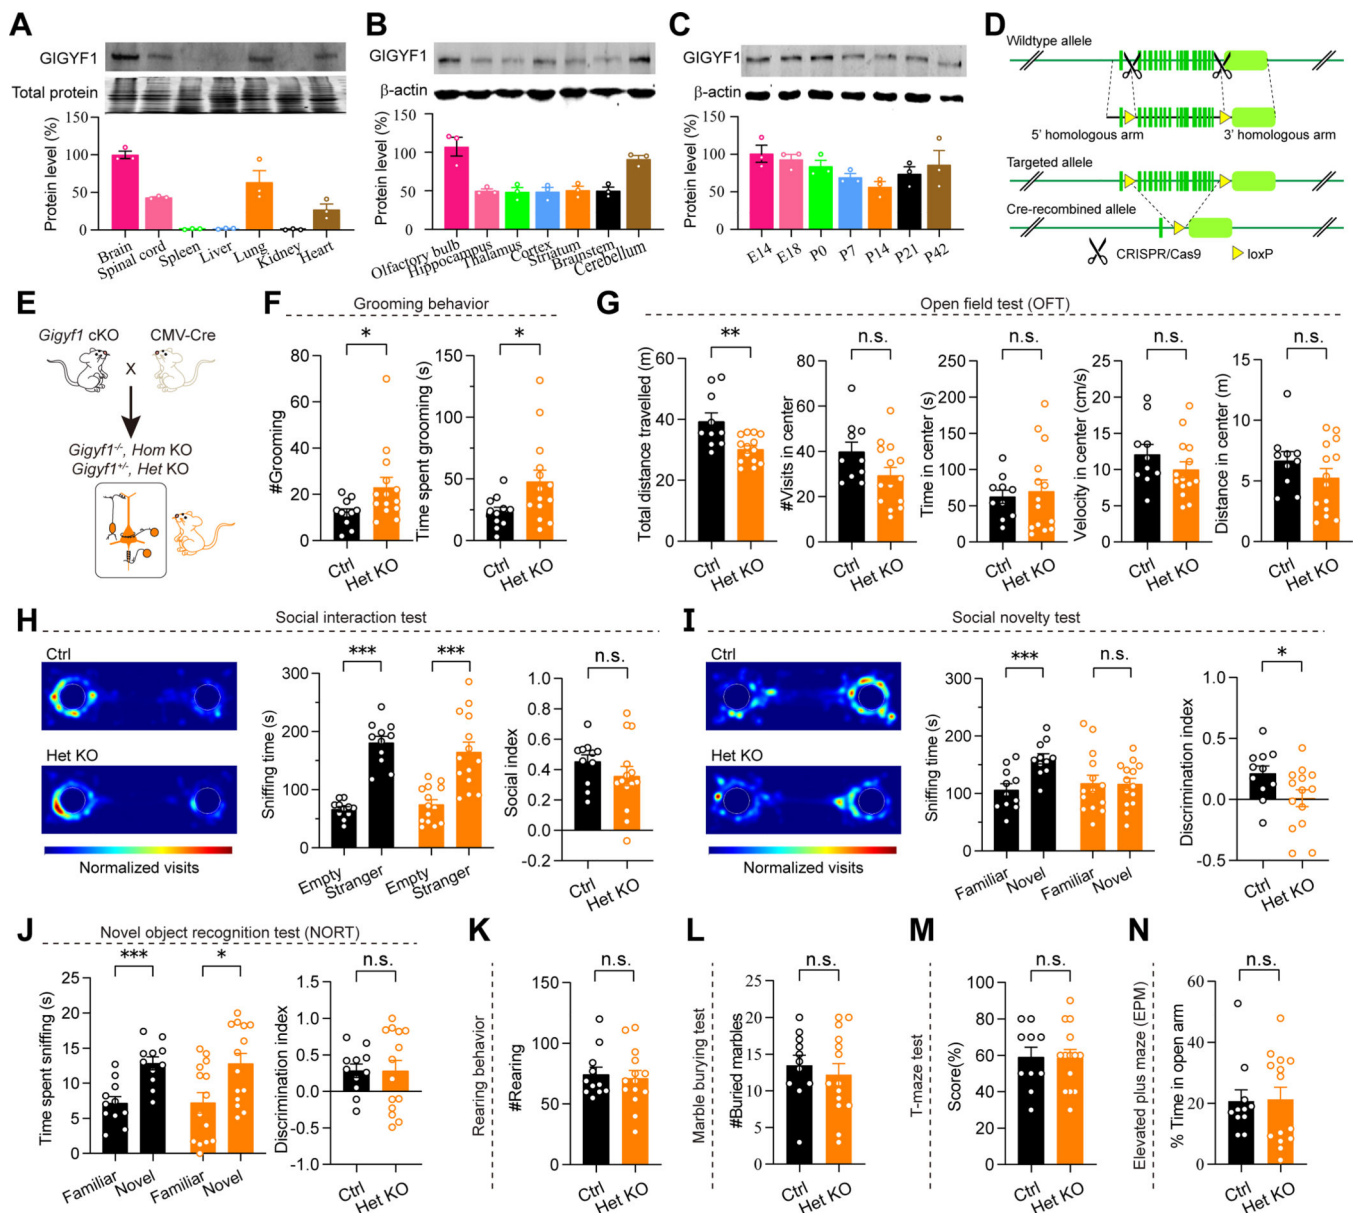 A
GIGYF1
Total protein
Protein level (%)
150
100
50
0
Brain
Spinal cord
Spleen
Liver
Lung
Kidney
Heart
B
GIGYF1
β-actin
Protein level (%)
150
100
50
0
Olfactory bulb
Hippocampus
Thalamus
Cortex
Striatum
Brainstem
Cerebellum
C
GIGYF1
β-actin
Protein level (%)
150
100
50
0
E14
E18
P0
P7
P14
P21
P42
D
Wildtype allele
5' homologous arm
3' homologous arm
Targeted allele
Cre-recombined allele
CRISPR/Cas9
loxP
E
Gigyf1 cKO
CMV-Cre
X
Gigyf1-/-, Hom KO
Gigyf1+/-, Het KO
F
Grooming behavior
#Grooming
80
60
40
20
0
*
Ctrl
Het KO
Time spent grooming (s)
150
100
50
0
*
Ctrl
Het KO
G
Open field test (OFT)
Total distance travelled (m)
80
60
40
20
0
**
Ctrl
Het KO
#Visits in center
80
60
40
20
0
n.s.
Ctrl
Het KO
Time in center (s)
250
200
150
100
50
0
n.s.
Ctrl
Het KO
Velocity in center (cm/s)
30
20
10
0
n.s.
Ctrl
Het KO
Distance in center (m)
15
10
5
0
n.s.
Ctrl
Het KO
H
Social interaction test
Ctrl
Het KO
Normalized visits
Sniffing time (s)
300
200
100
0
***
***
Empty
Stranger
Empty
Stranger
Social index
1.0
0.8
0.6
0.4
0.2
0.0
-0.2
n.s.
Ctrl
Het KO
I
Social novelty test
Ctrl
Het KO
Normalized visits
Sniffing time (s)
300
200
100
0
***
n.s.
Familiar
Novel
Familiar
Novel
Discrimination index
1.0
0.5
0.0
-0.5
*
Ctrl
Het KO
J
Novel object recognition test (NORT)
Time spent sniffing (s)
25
20
15
10
5
0
***
*
Familiar
Novel
Familiar
Novel
Discrimination index
1.0
0.5
0.0
-0.5
-1.0
n.s.
Ctrl
Het KO
K
Rearing behavior
#Rearing
150
100
50
0
n.s.
Ctrl
Het KO
L
Marble burying test
#Buried marbles
25
20
15
10
5
0
n.s.
Ctrl
Het KO
M
T-maze test
Score(%)
100
80
60
40
20
0
n.s.
Ctrl
Het KO
N
Elevated plus maze (EPM)
% Time in open arm
60
40
20
0
n.s.
Ctrl
Het KO